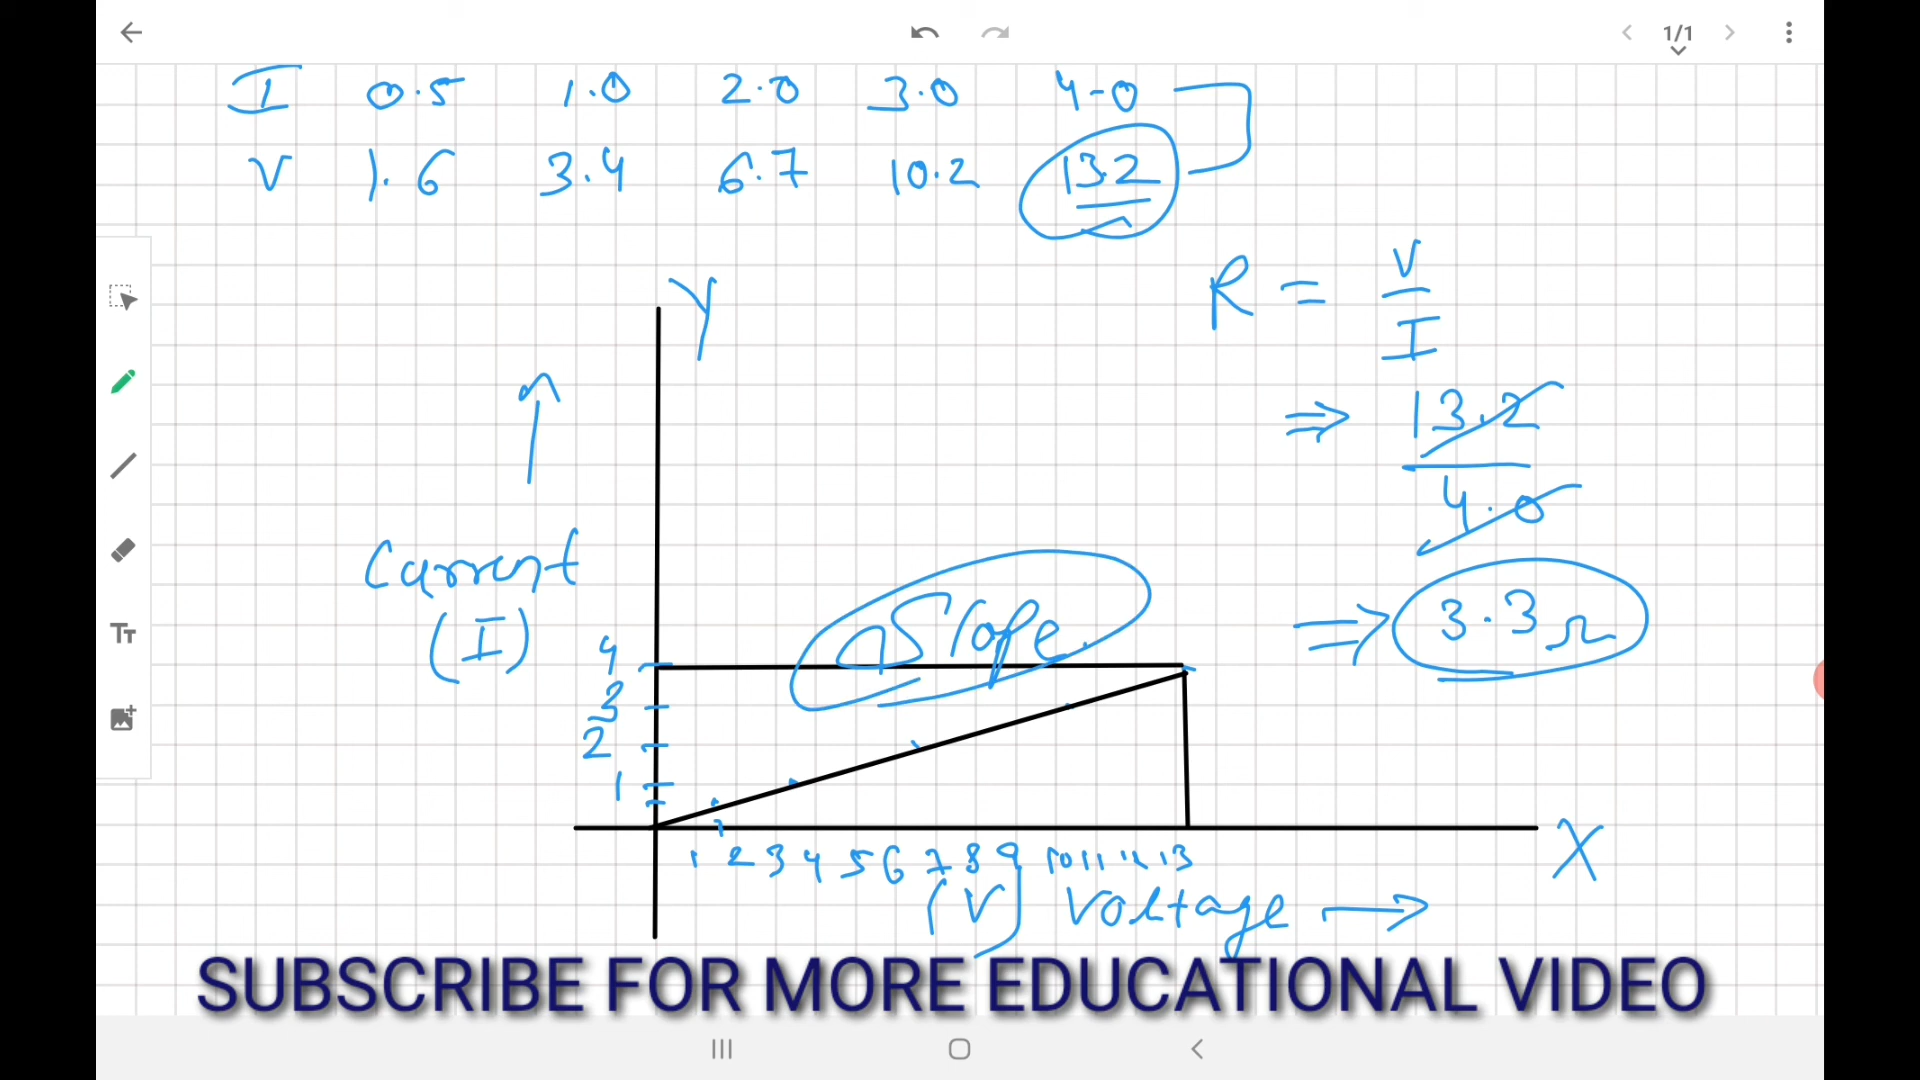 1/1
I 0.5 1.0 2.0 3.0 4-0
V 1.6 3.4 6.7 10.2 13.2
Y
R = V/I
⇒ 13.2/4.0
⇒ 3.3 Ω
Current
(I)
Slope
4
3
2
1
1 2 3 4 5 6 7 8 9 10 11 12 13
X
(V) Voltage →
Tт
SUBSCRIBE FOR MORE EDUCATIONAL VIDEO